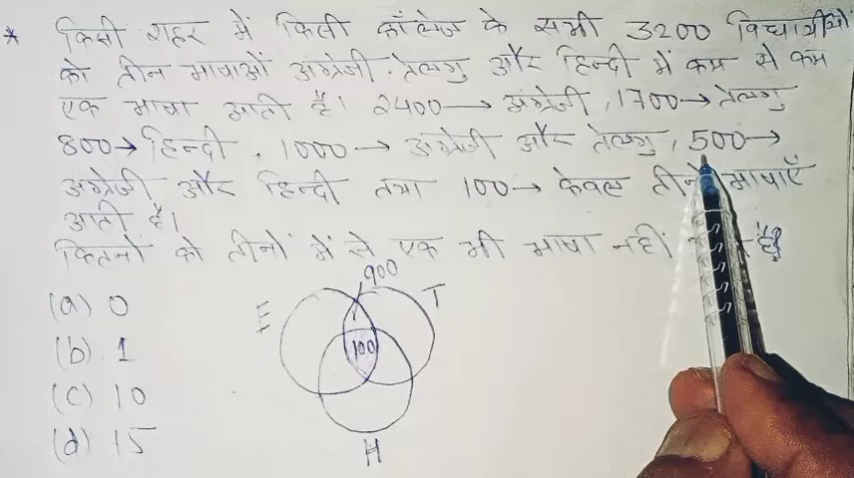 * किसी शहर में किसी कॉलेज के सभी 3200 विद्यार्थीओं
को तीन भाषाओं अंग्रेजी, तेलगु और हिन्दी में कम से कम
एक भाषा आती है। 2400→ अंग्रेजी, 1700→ तेलगु
800→ हिन्दी, 1000→ अंग्रेजी और तेलगु, 500→
अंग्रेजी और हिन्दी तथा 100→ केवल तीनों भाषाएँ
आती है।
कितनों को तीनों में से एक भी भाषा नहीं है?
900
(a) 0
E T
(b) 1
100
(c) 10
(d) 15
H